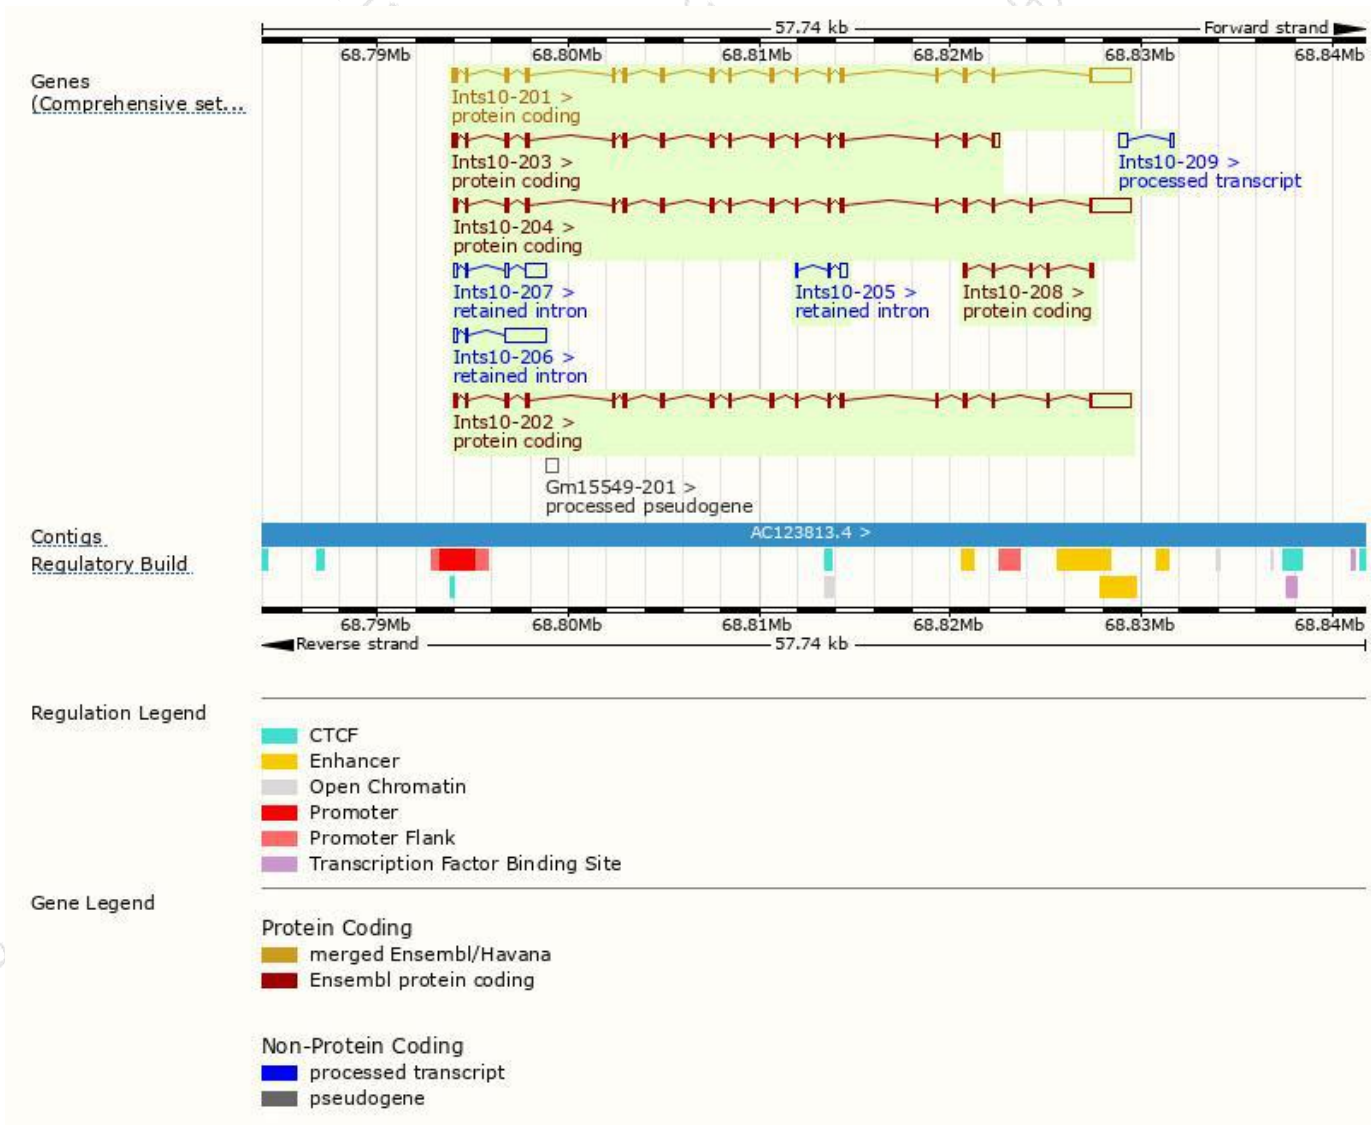 57.74 kb Forward strand
68.79Mb 68.80Mb 68.81Mb 68.82Mb 68.83Mb 68.84Mb
Genes
(Comprehensive set...
Ints10-201 >
protein coding
Ints10-203 >
protein coding
Ints10-209 >
processed transcript
Ints10-204 >
protein coding
Ints10-207 >
retained intron
Ints10-205 >
retained intron
Ints10-208 >
protein coding
Ints10-206 >
retained intron
Ints10-202 >
protein coding
Gm15549-201 >
processed pseudogene
Contigs
AC123813.4 >
Regulatory Build
68.79Mb 68.80Mb 68.81Mb 68.82Mb 68.83Mb 68.84Mb
Reverse strand 57.74 kb
Regulation Legend
CTCF
Enhancer
Open Chromatin
Promoter
Promoter Flank
Transcription Factor Binding Site
Gene Legend
Protein Coding
merged Ensembl/Havana
Ensembl protein coding
Non-Protein Coding
processed transcript
pseudogene